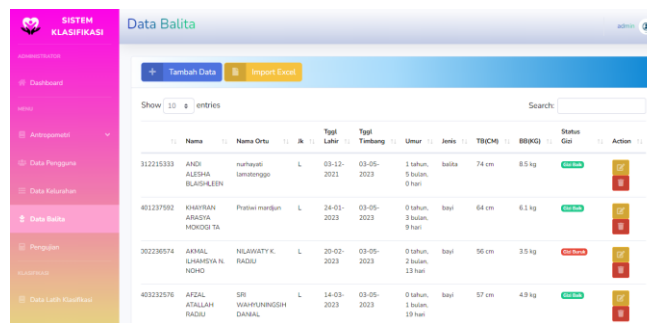 SISTEM
KLASIFIKASI
Data Balita
admin
ADMINISTRATOR
Dashboard
MENU
Antropometri
Data Pengguna
Data Kelurahan
Data Balita
Pengujian
KLASIFIKASI
Data Latih Klasifikasi
Tambah Data
Import Excel
Show 10 entries
Search:
Nama Nama Ortu Jk Tggl Lahir Tggl Timbang Umur Jenis TB(CM) BB(KG) Status Gizi Action
312215333 ANDI ALESHA BLAISHLEEN nurhayati lamatenggo L 03-12-2021 03-05-2023 1 tahun, 5 bulan, 0 hari balita 74 cm 8.5 kg Gizi Baik
401237592 KHAYRAN ARASYA MOKOGI TA Pratiwi mardjun L 24-01-2023 03-05-2023 0 tahun, 3 bulan, 9 hari bayi 64 cm 6.1 kg Gizi Baik
302236574 AKMAL ILHAMSYA N. NOHO NILAWATY K. RADJU L 20-02-2023 03-05-2023 0 tahun, 2 bulan, 13 hari bayi 56 cm 3.5 kg Gizi Buruk
403232576 AFZAL ATALLAH RADJU SRI WAHYUNINGSIH DANIAL L 14-03-2023 03-05-2023 0 tahun, 1 bulan, 19 hari bayi 57 cm 4.9 kg Gizi Baik